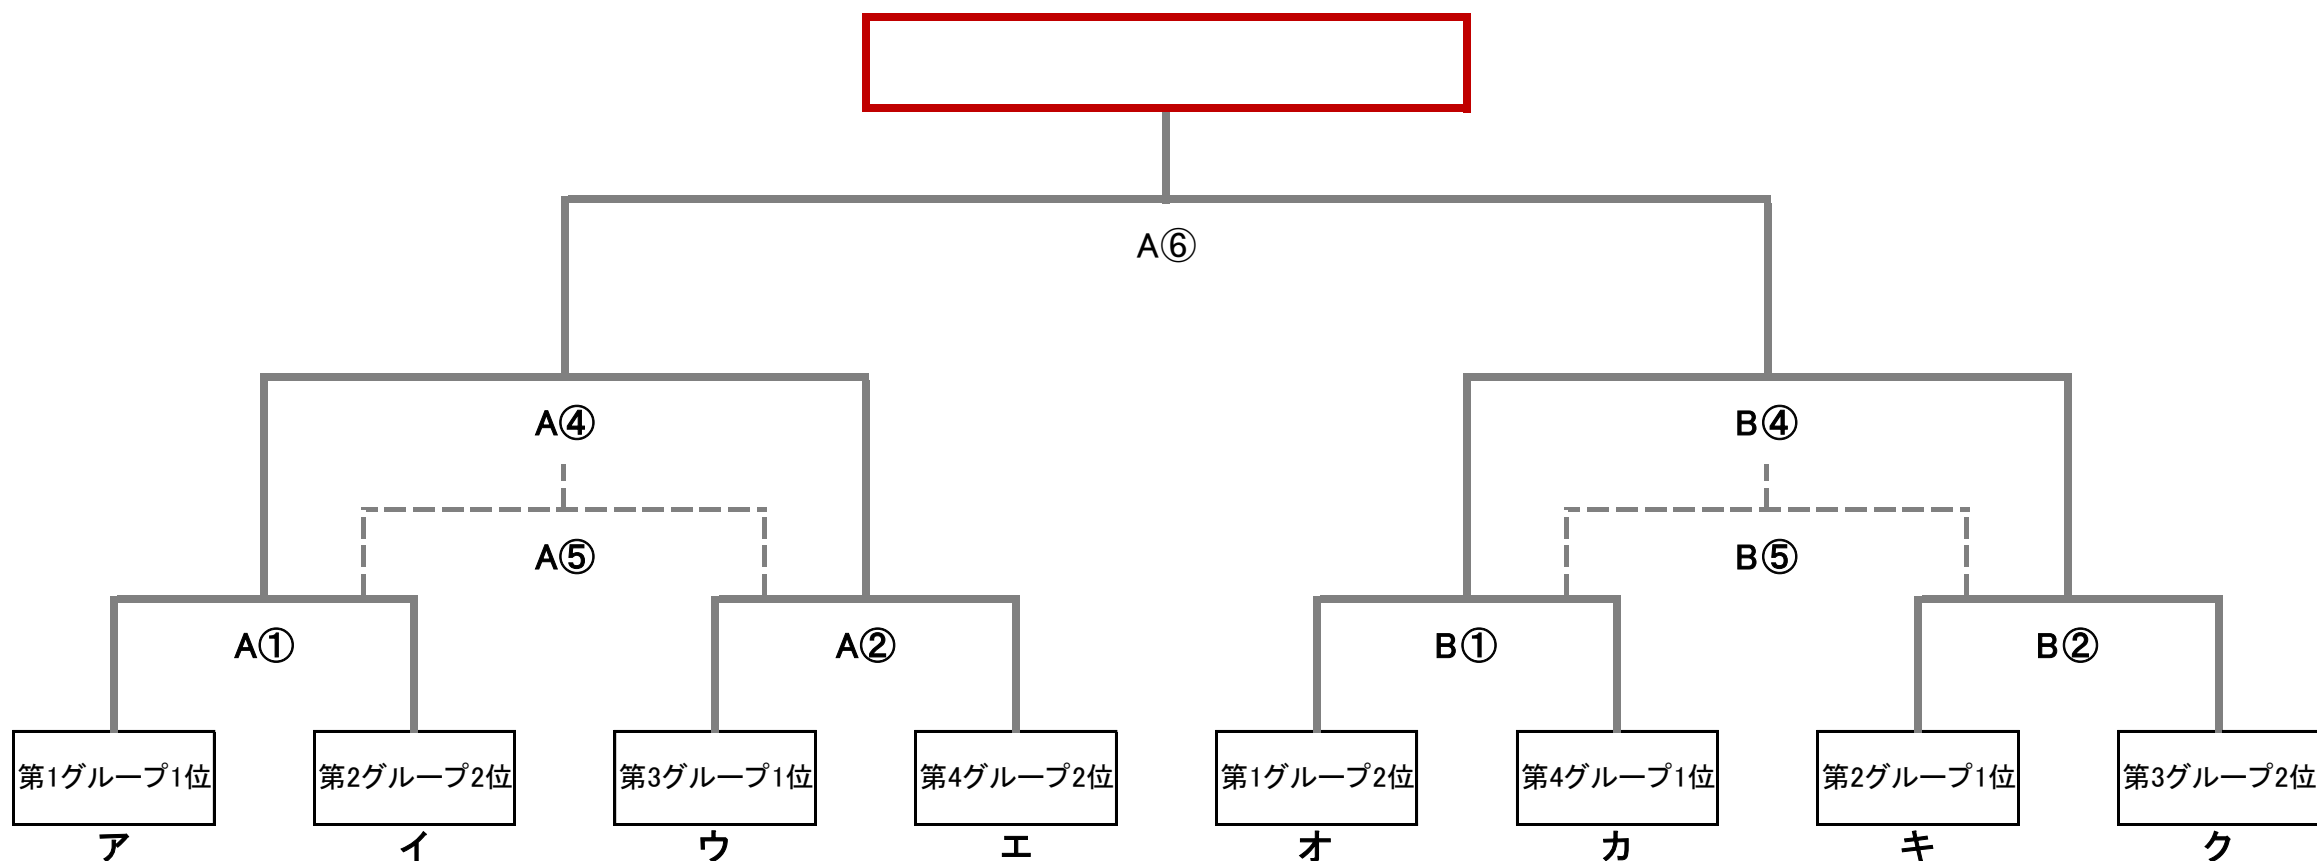 A⑥
A④
B④
A⑤
B⑤
A①
A②
B①
B②
第1グループ1位
第2グループ2位
第3グループ1位
第4グループ2位
第1グループ2位
第4グループ1位
第2グループ1位
第3グループ2位
ア
イ
ウ
エ
オ
カ
キ
ク